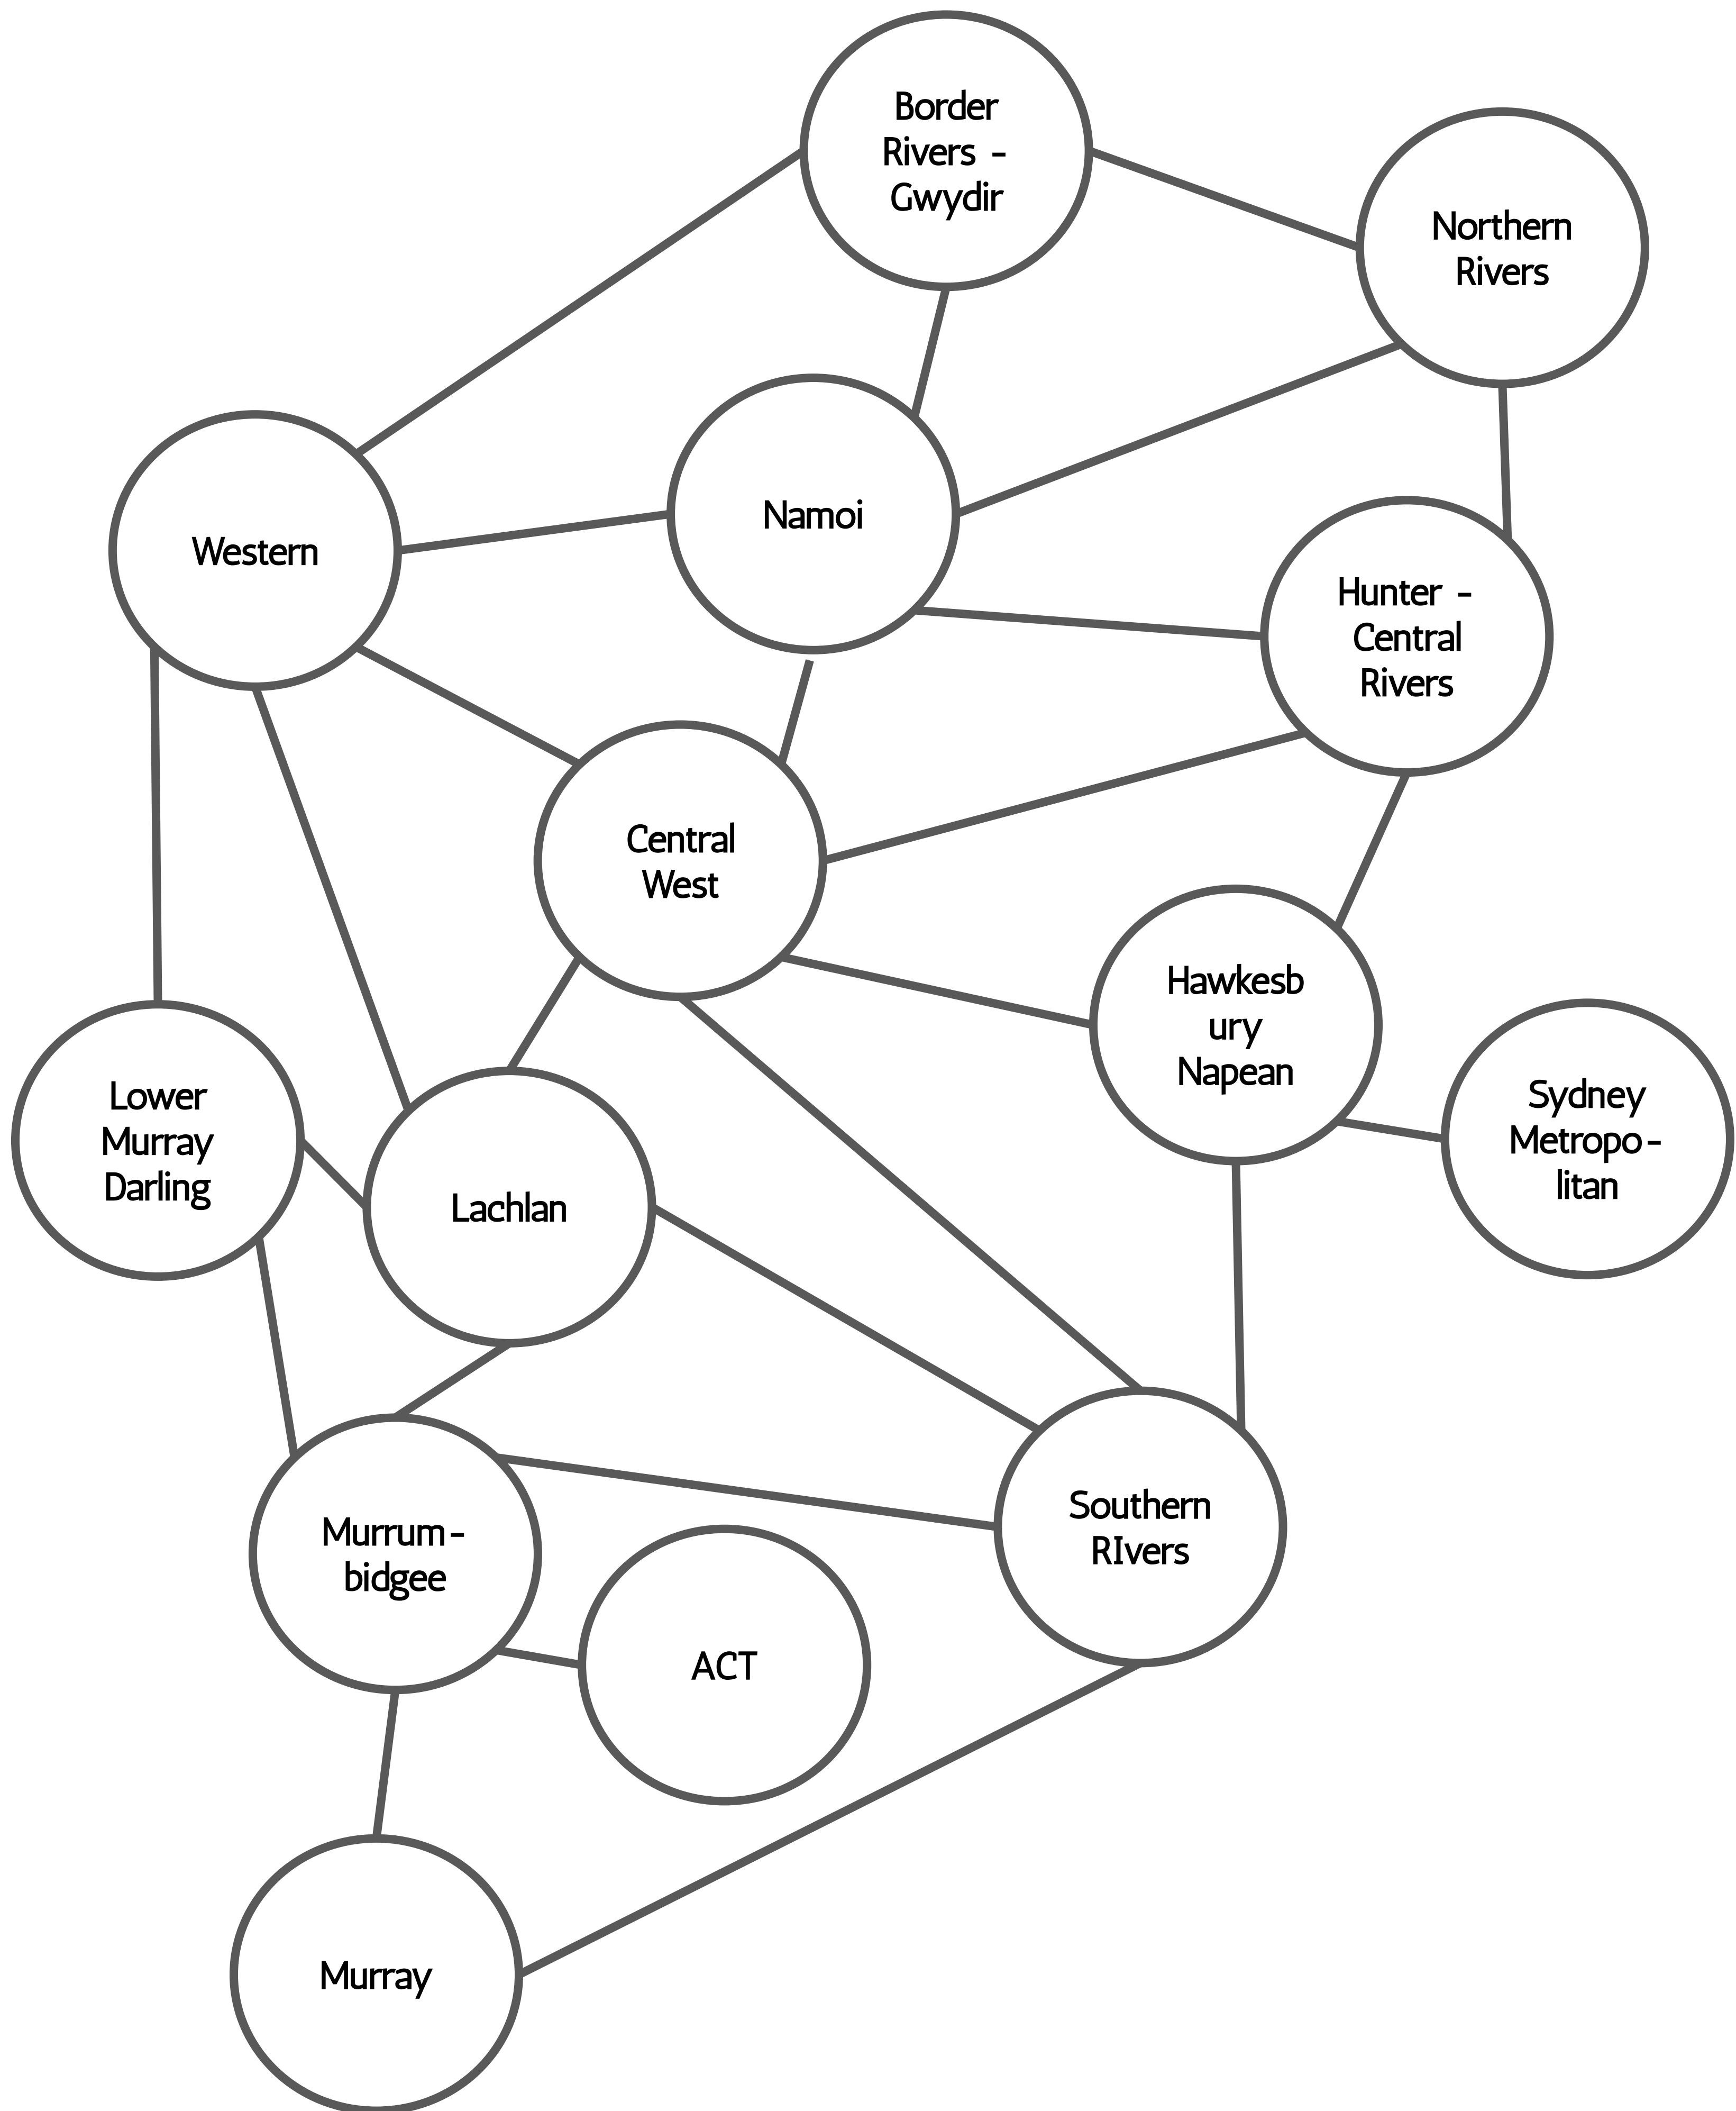 Border
Rivers -
Gwydir
Northern
Rivers
Namoi
Western
Hunter -
Central
Rivers
Central
West
Hawkesb
ury
Napean
Lower
Murray
Darling
Sydney
Metropo-
litan
Lachlan
Southern
RIvers
Murrum-
bidgee
ACT
Murray